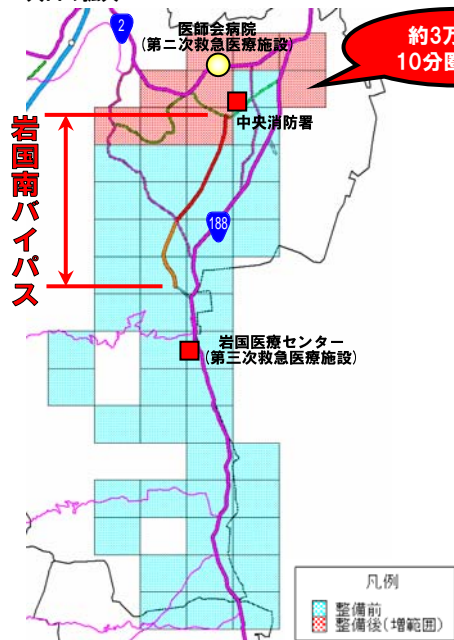 2
医師会病院
(第二次救急医療施設)
約3万
10分圏
中央消防署
岩国南バイパス
188
岩国医療センター
(第三次救急医療施設)
凡例
整備前
整備後(増範囲)